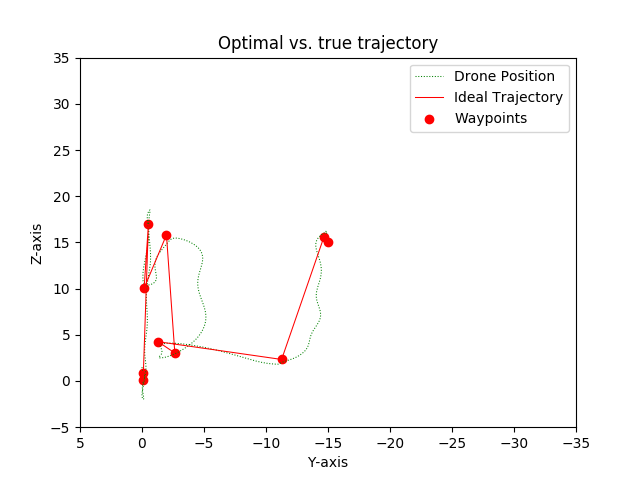 Optimal vs. true trajectory
Drone Position
Ideal Trajectory
Waypoints
Z-axis
35
30
25
20
15
10
5
0
−5
5 0 −5 −10 −15 −20 −25 −30 −35
Y-axis